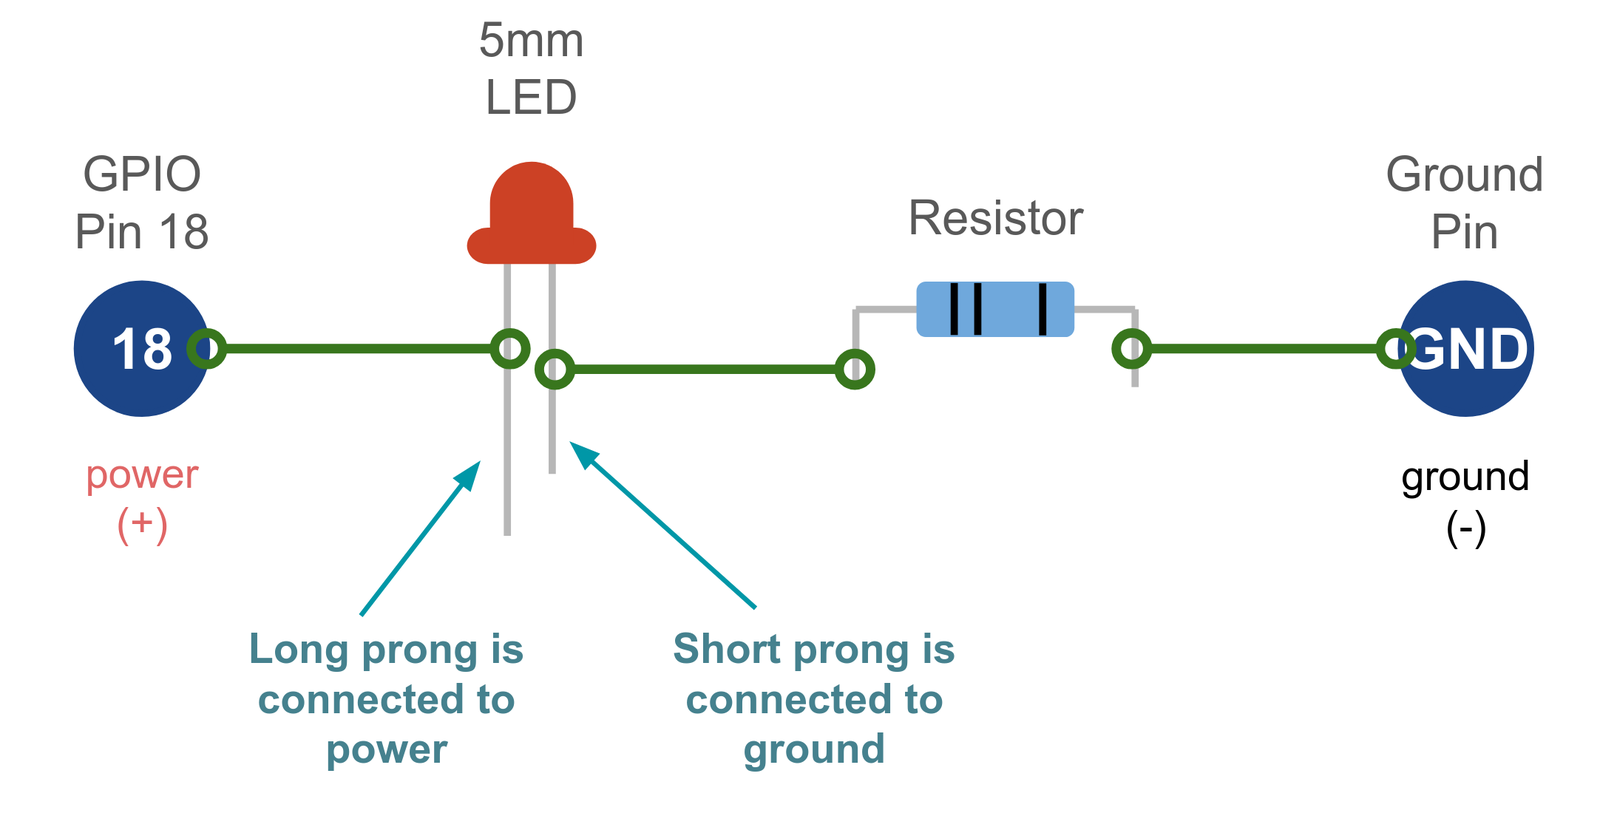 5mm
LED
GPIO
Pin 18
Resistor
Ground
Pin
18
GND
power
(+)
ground
(-)
Long prong is
connected to
power
Short prong is
connected to
ground